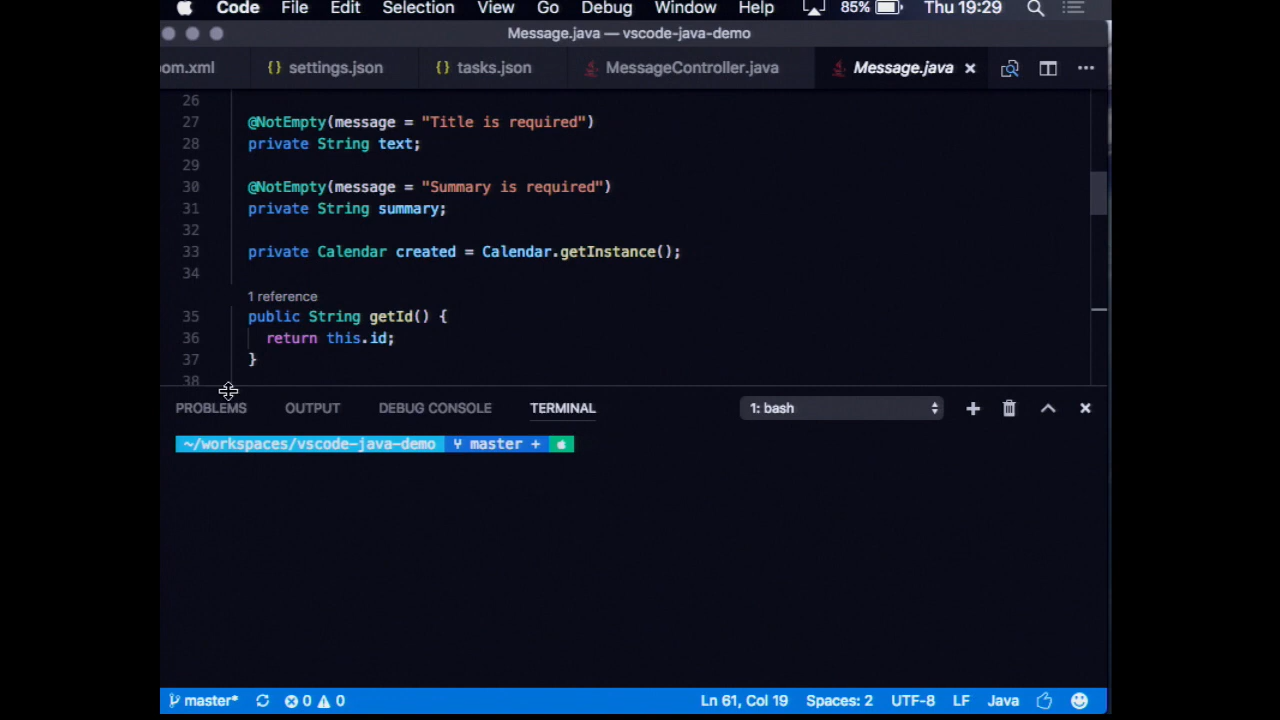 Code File Edit Selection View Go Debug Window Help 85% Thu 19:29
Message.java — vscode-java-demo
om.xml {} settings.json {} tasks.json MessageController.java Message.java
26
27 @NotEmpty(message = "Title is required")
28 private String text;
29
30 @NotEmpty(message = "Summary is required")
31 private String summary;
32
33 private Calendar created = Calendar.getInstance();
34
1 reference
35 public String getId() {
36 return this.id;
37 }
38
PROBLEMS OUTPUT DEBUG CONSOLE TERMINAL 1: bash
~/workspaces/vscode-java-demo master +
master* 0 0 Ln 61, Col 19 Spaces: 2 UTF-8 LF Java